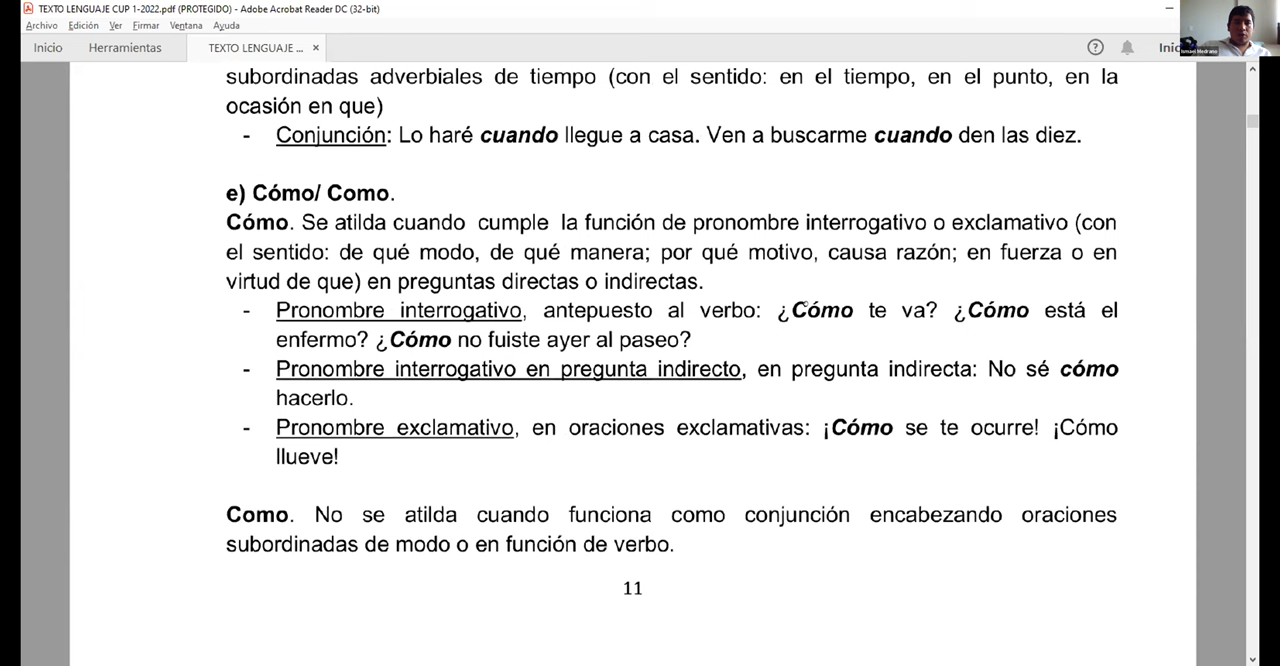 TEXTO LENGUAJE CUP 1-2022.pdf (PROTEGIDO) - Adobe Acrobat Reader DC (32-bit)
Archivo Edición Ver Firmar Ventana Ayuda
Inicio Herramientas TEXTO LENGUAJE ... × ?
Ismael Medrano
subordinadas adverbiales de tiempo (con el sentido: en el tiempo, en el punto, en la
ocasión en que)
- Conjunción: Lo haré cuando llegue a casa. Ven a buscarme cuando den las diez.
e) Cómo/ Como.
Cómo. Se atilda cuando cumple la función de pronombre interrogativo o exclamativo (con
el sentido: de qué modo, de qué manera; por qué motivo, causa razón; en fuerza o en
virtud de que) en preguntas directas o indirectas.
- Pronombre interrogativo, antepuesto al verbo: ¿Cómo te va? ¿Cómo está el
enfermo? ¿Cómo no fuiste ayer al paseo?
- Pronombre interrogativo en pregunta indirecto, en pregunta indirecta: No sé cómo
hacerlo.
- Pronombre exclamativo, en oraciones exclamativas: ¡Cómo se te ocurre! ¡Cómo
llueve!
Como. No se atilda cuando funciona como conjunción encabezando oraciones
subordinadas de modo o en función de verbo.
11